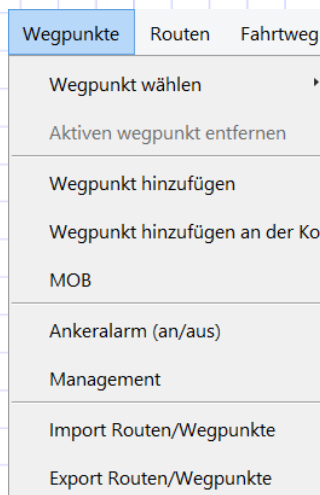 Wegpunkte Routen Fahrtweg
Wegpunkt wählen
Aktiven wegpunkt entfernen
Wegpunkt hinzufügen
Wegpunkt hinzufügen an der Ko
MOB
Ankeralarm (an/aus)
Management
Import Routen/Wegpunkte
Export Routen/Wegpunkte